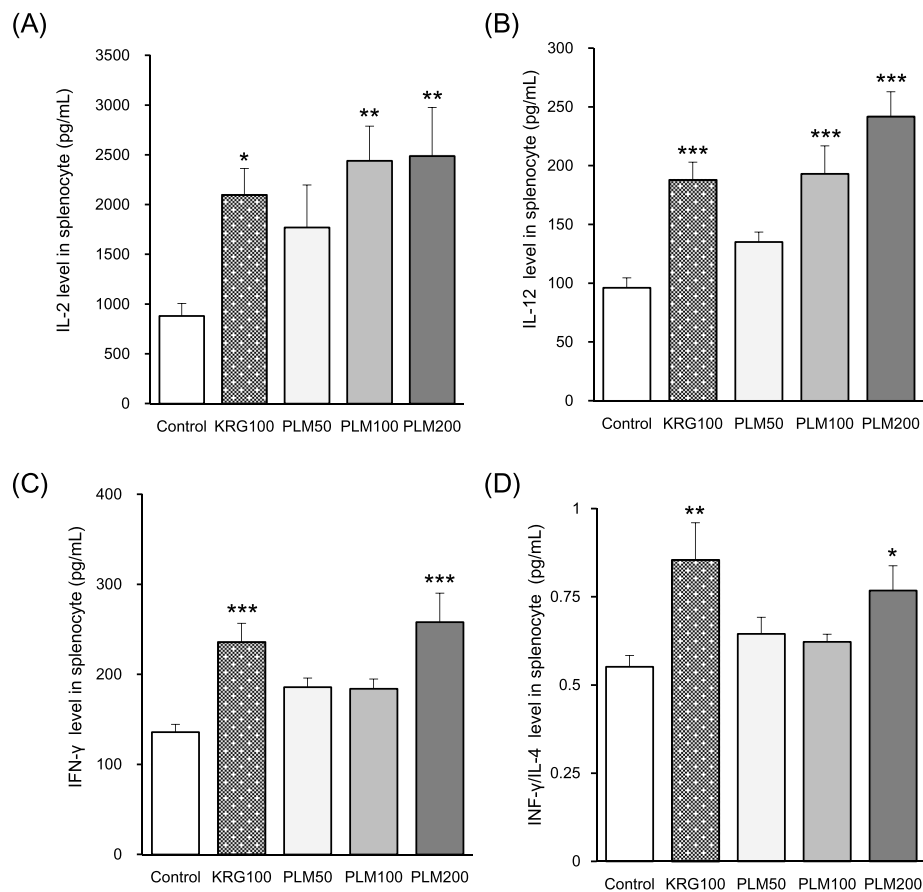 (A)
IL-2 level in splenocyte (pg/mL)
3500
3000
2500
2000
1500
1000
500
0
*
**
**
Control KRG100 PLM50 PLM100 PLM200
(B)
IL-12 level in splenocyte (pg/mL)
300
250
200
150
100
50
0
***
***
***
Control KRG100 PLM50 PLM100 PLM200
(C)
IFN-γ level in splenocyte (pg/mL)
400
300
200
100
0
***
***
Control KRG100 PLM50 PLM100 PLM200
(D)
INF-γ/IL-4 level in splenocyte (pg/mL)
1
0.75
0.5
0.25
0
**
*
Control KRG100 PLM50 PLM100 PLM200